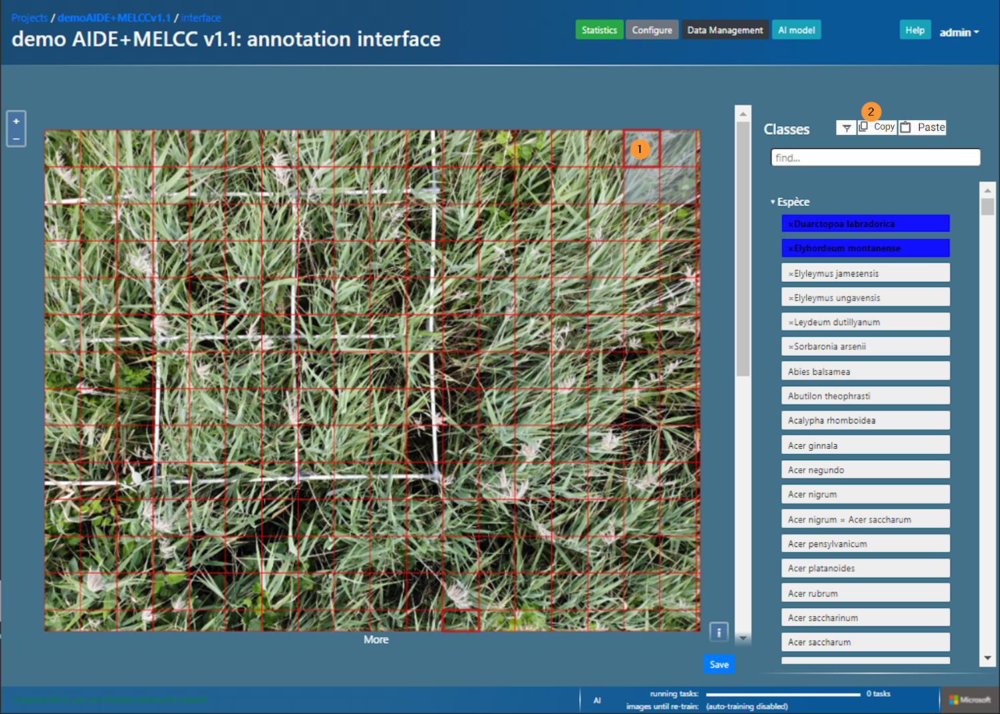 Projects / demoAIDE+MELCCv1.1 / interface
demo AIDE+MELCC v1.1: annotation interface
Statistics
Configure
Data Management
AI model
Help
admin
+
−
1
2
Classes
Copy
Paste
find...
Espèce
×Duarctopoa labradorica
×Elyhordeum montanense
×Elyleymus jamesensis
×Elyleymus ungavensis
×Leydeum dutillyanum
×Sorbaronia arsenii
Abies balsamea
Abutilon theophrasti
Acalypha rhomboidea
Acer ginnala
Acer negundo
Acer nigrum
Acer nigrum × Acer saccharum
Acer pensylvanicum
Acer platanoides
Acer rubrum
Acer saccharinum
Acer saccharum
More
i
Save
AI
running tasks:
0 tasks
images until re-train:
(auto-training disabled)
Microsoft